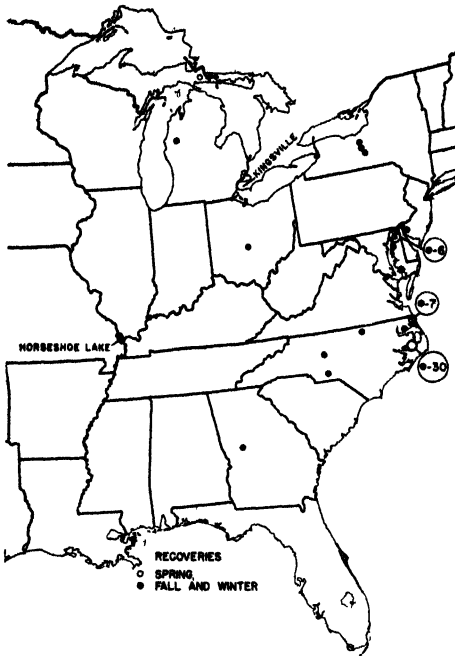 KINGSVILLE
●-6
●-7
HORSESHOE LAKE
●-30
RECOVERIES
○ SPRING,
● FALL AND WINTER